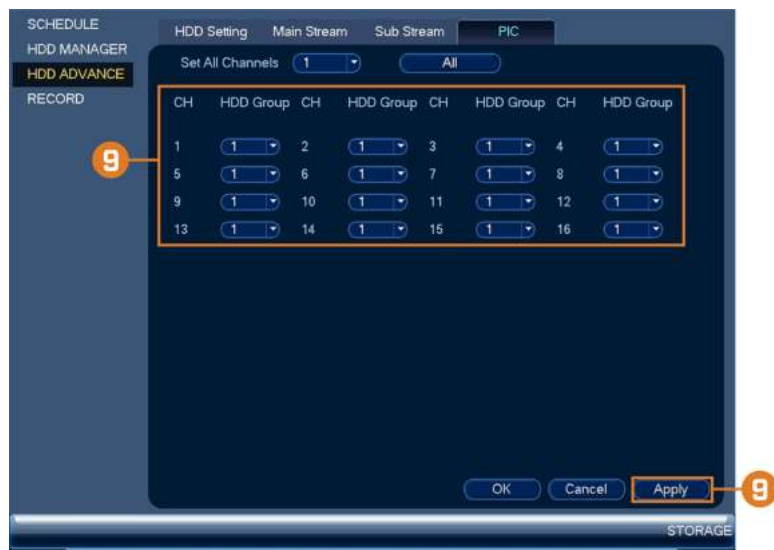 SCHEDULE
HDD MANAGER
HDD ADVANCE
RECORD
HDD Setting Main Stream Sub Stream PIC
Set All Channels 1 All
CH HDD Group CH HDD Group CH HDD Group CH HDD Group
1 1 2 1 3 1 4 1
5 1 6 1 7 1 8 1
9 1 10 1 11 1 12 1
13 1 14 1 15 1 16 1
9
OK Cancel Apply
9
STORAGE